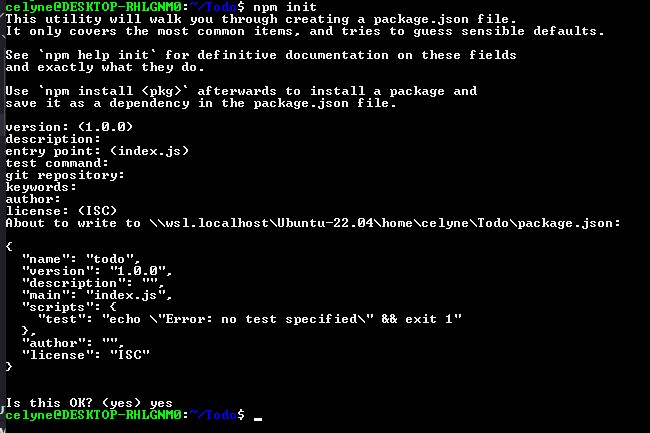 celyne@DESKTOP-RHLGNM0:~/Todo$ npm init
This utility will walk you through creating a package.json file.
It only covers the most common items, and tries to guess sensible defaults.
See `npm help init` for definitive documentation on these fields
and exactly what they do.
Use `npm install <pkg>` afterwards to install a package and
save it as a dependency in the package.json file.
version: (1.0.0)
description:
entry point: (index.js)
test command:
git repository:
keywords:
author:
license: (ISC)
About to write to \\wsl.localhost\Ubuntu-22.04\home\celyne\Todo\package.json:
{
  "name": "todo",
  "version": "1.0.0",
  "description": "",
  "main": "index.js",
  "scripts": {
    "test": "echo \"Error: no test specified\" && exit 1"
  },
  "author": "",
  "license": "ISC"
}
Is this OK? (yes) yes
celyne@DESKTOP-RHLGNM0:~/Todo$ _